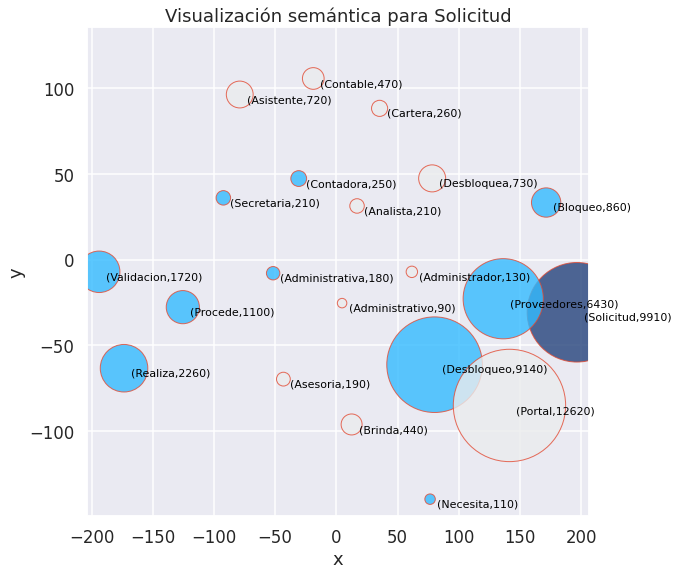 Visualización semántica para Solicitud
(Contable,470)
(Asistente,720)
(Cartera,260)
(Desbloquea,730)
(Contadora,250)
(Secretaria,210)
(Analista,210)
(Bloqueo,860)
(Validacion,1720)
(Administrativa,180)
(Administrador,130)
(Procede,1100)
(Administrativo,90)
(Proveedores,6430)
(Solicitud,9910)
(Realiza,2260)
(Asesoria,190)
(Desbloqueo,9140)
(Portal,12620)
(Brinda,440)
(Necesita,110)
100
50
0
−50
−100
y
−200 −150 −100 −50 0 50 100 150 200
x